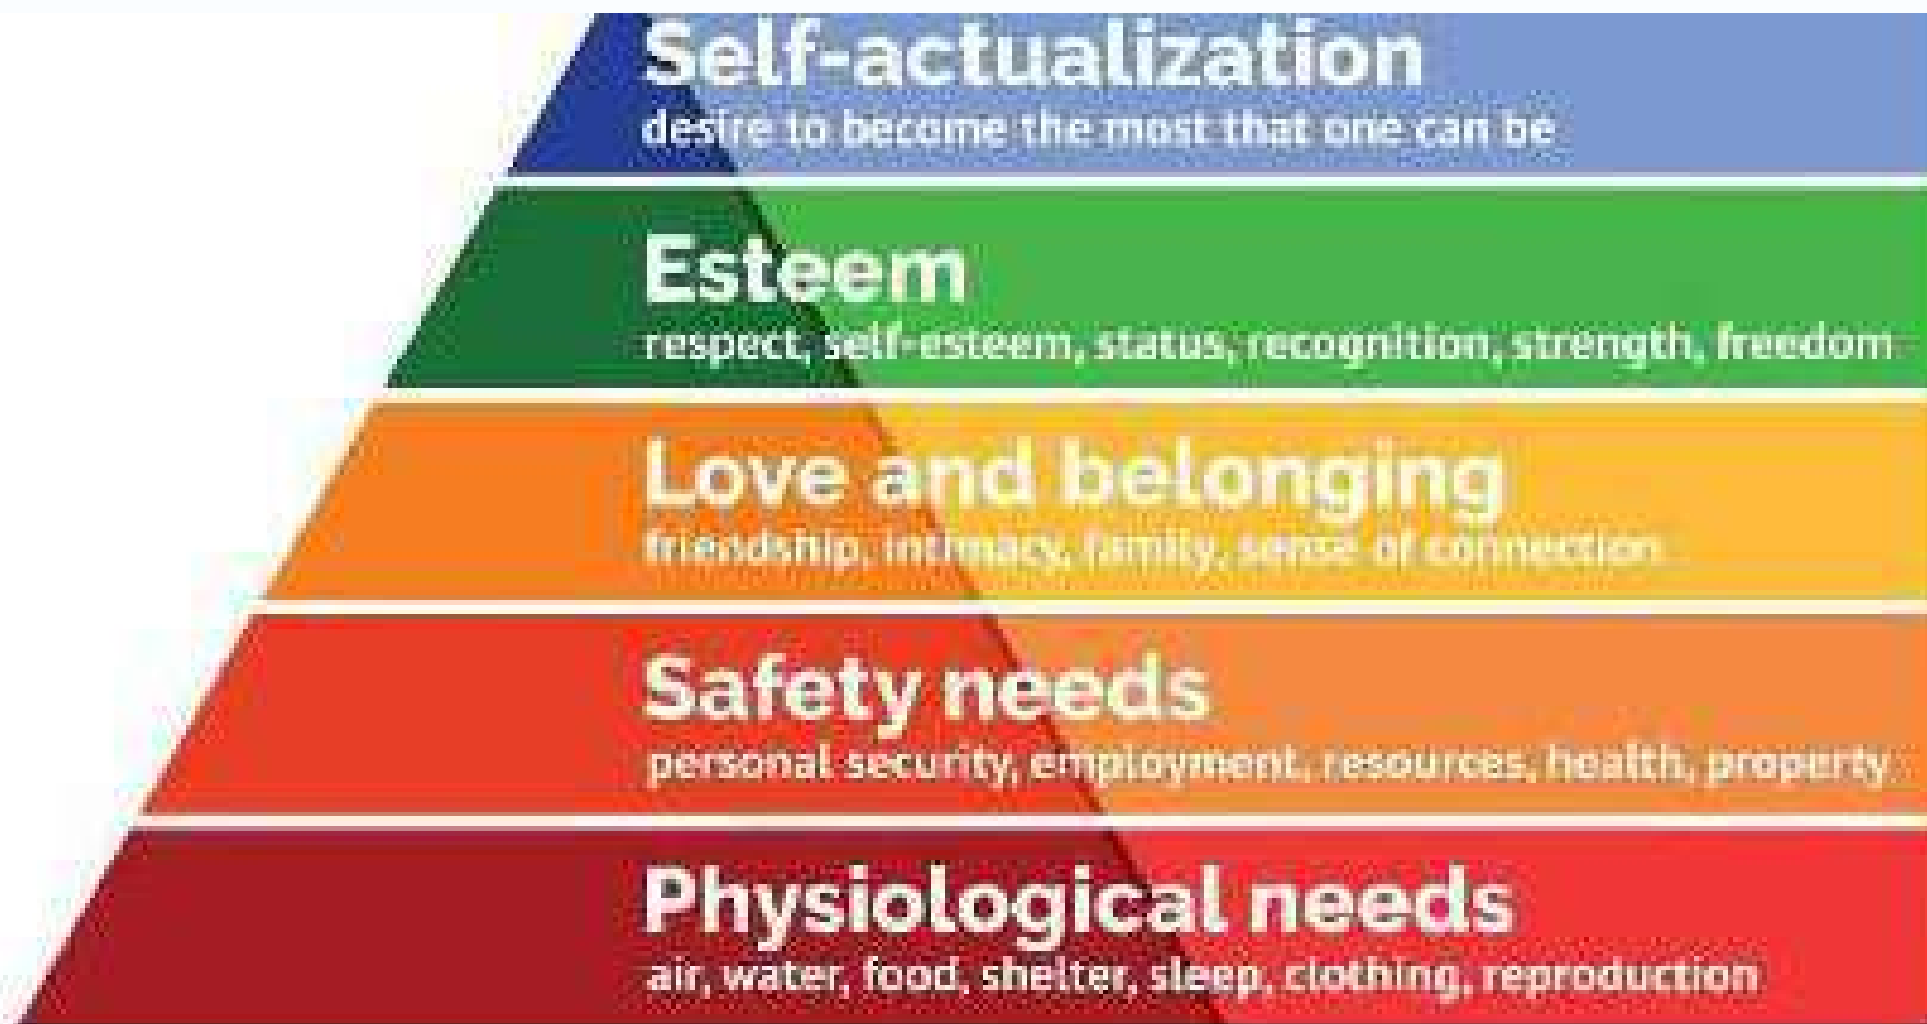 Self-actualization
desire to become the most that one can be
Esteem
respect, self-esteem, status, recognition, strength, freedom
Love and belonging
friendship, intimacy, family, sense of connection
Safety needs
personal security, employment, resources, health, property
Physiological needs
air, water, food, shelter, sleep, clothing, reproduction